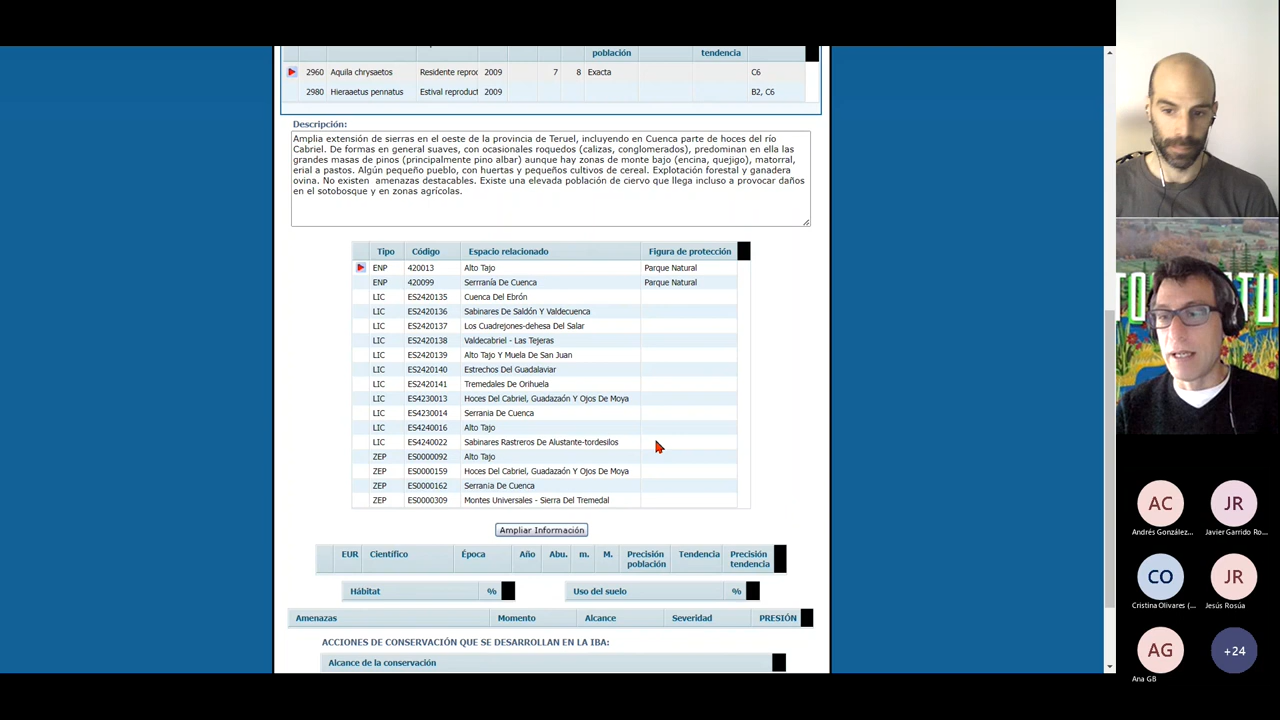 población tendencia
2960 Aquila chrysaetos Residente reproc 2009 7 8 Exacta C6
2980 Hieraaetus pennatus Estival reproduct 2009 B2, C6
Descripción:
Amplia extensión de sierras en el oeste de la provincia de Teruel, incluyendo en Cuenca parte de hoces del río
Cabriel. De formas en general suaves, con ocasionales roquedos (calizas, conglomerados), predominan en ella las
grandes masas de pinos (principalmente pino albar) aunque hay zonas de monte bajo (encina, quejigo), matorral,
erial a pastos. Algún pequeño pueblo, con huertas y pequeños cultivos de cereal. Explotación forestal y ganadera
ovina. No existen amenazas destacables. Existe una elevada población de ciervo que llega incluso a provocar daños
en el sotobosque y en zonas agrícolas.
Tipo Código Espacio relacionado Figura de protección
ENP 420013 Alto Tajo Parque Natural
ENP 420099 Serrranía De Cuenca Parque Natural
LIC ES2420135 Cuenca Del Ebrón
LIC ES2420136 Sabinares De Saldón Y Valdecuenca
LIC ES2420137 Los Cuadrejones-dehesa Del Salar
LIC ES2420138 Valdecabriel - Las Tejeras
LIC ES2420139 Alto Tajo Y Muela De San Juan
LIC ES2420140 Estrechos Del Guadalaviar
LIC ES2420141 Tremedales De Orihuela
LIC ES4230013 Hoces Del Cabriel, Guadazaón Y Ojos De Moya
LIC ES4230014 Serrania De Cuenca
LIC ES4240016 Alto Tajo
LIC ES4240022 Sabinares Rastreros De Alustante-tordesilos
ZEP ES0000092 Alto Tajo
ZEP ES0000159 Hoces Del Cabriel, Guadazaón Y Ojos De Moya
ZEP ES0000162 Serrania De Cuenca
ZEP ES0000309 Montes Universales - Sierra Del Tremedal
Ampliar Información
EUR Científico Época Año Abu. m. M. Precisión población Tendencia Precisión tendencia
Hábitat % Uso del suelo %
Amenazas Momento Alcance Severidad PRESIÓN
ACCIONES DE CONSERVACIÓN QUE SE DESARROLLAN EN LA IBA:
Alcance de la conservación
AC JR
Andrés González... Javier Garrido Ro...
CO JR
Cristina Olivares (... Jesús Rosúa
AG +24
Ana GB